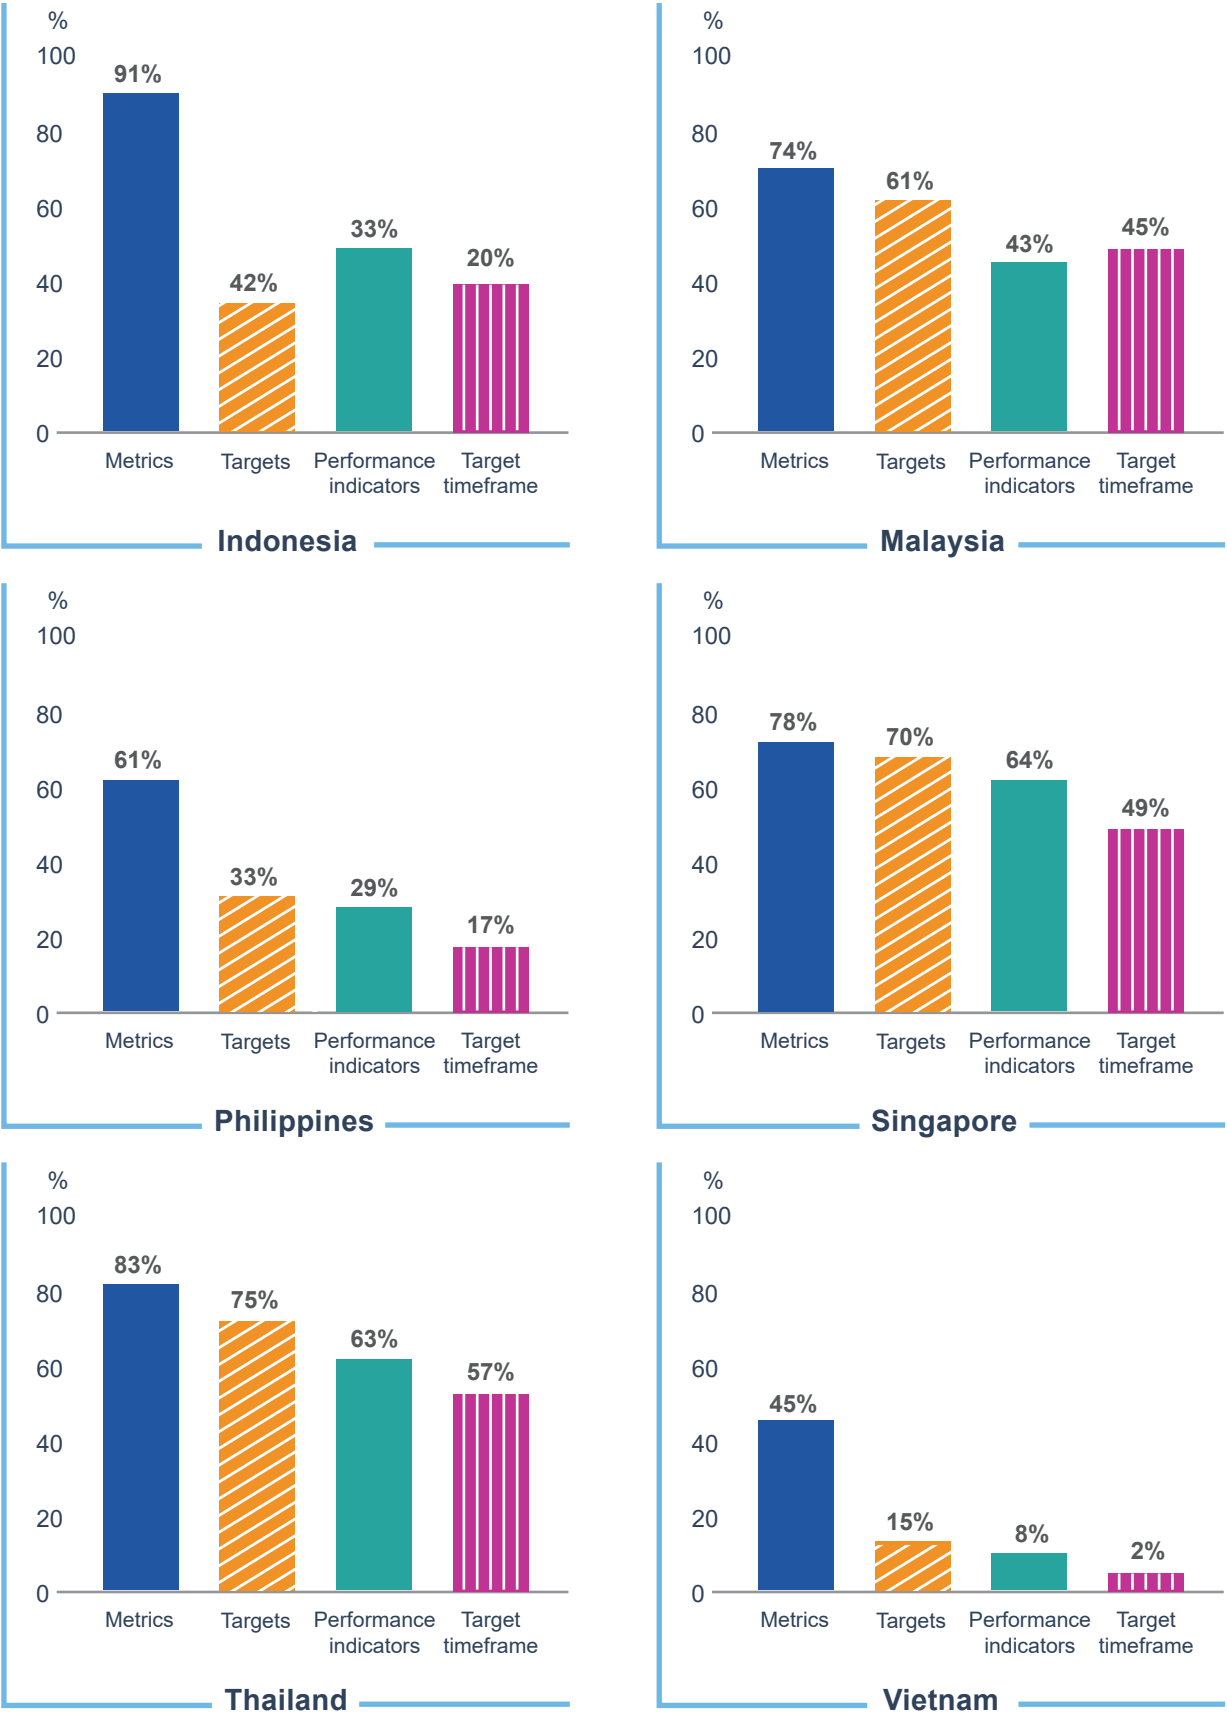 %
100
80
60
40
20
0
91%
42%
33%
20%
Metrics
Targets
Performance
indicators
Target
timeframe
Indonesia
%
100
80
60
40
20
0
74%
61%
43%
45%
Metrics
Targets
Performance
indicators
Target
timeframe
Malaysia
%
100
80
60
40
20
0
61%
33%
29%
17%
Metrics
Targets
Performance
indicators
Target
timeframe
Philippines
%
100
80
60
40
20
0
78%
70%
64%
49%
Metrics
Targets
Performance
indicators
Target
timeframe
Singapore
%
100
80
60
40
20
0
83%
75%
63%
57%
Metrics
Targets
Performance
indicators
Target
timeframe
Thailand
%
100
80
60
40
20
0
45%
15%
8%
2%
Metrics
Targets
Performance
indicators
Target
timeframe
Vietnam